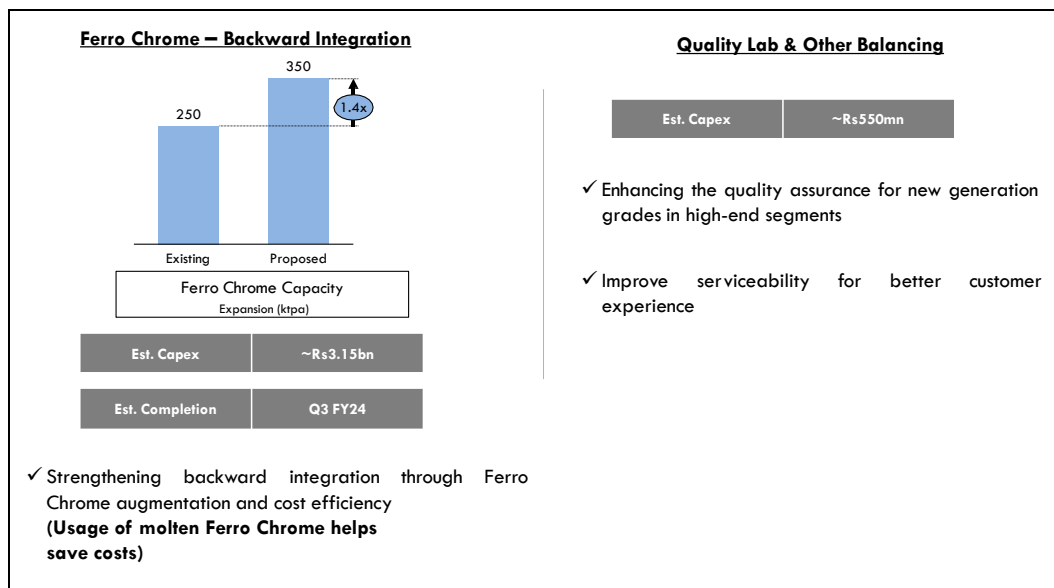 Ferro Chrome – Backward Integration
350
250
1.4x
Existing
Proposed
Ferro Chrome Capacity
Expansion (ktpa)
Est. Capex
~Rs3.15bn
Est. Completion
Q3 FY24
✓ Strengthening backward integration through Ferro
Chrome augmentation and cost efficiency
(Usage of molten Ferro Chrome helps
save costs)
Quality Lab & Other Balancing
Est. Capex
~Rs550mn
✓ Enhancing the quality assurance for new generation
grades in high-end segments
✓ Improve serviceability for better customer
experience